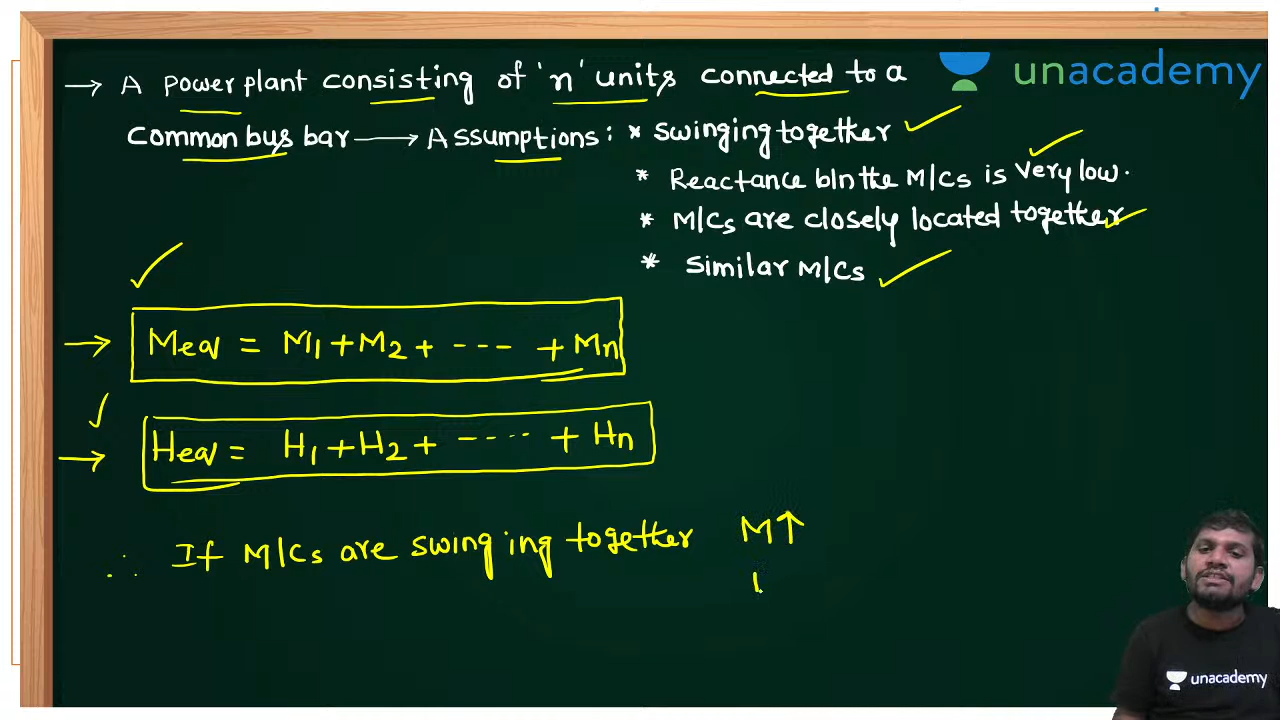 → A power plant consisting of 'n' units connected to a
Common bus bar → Assumptions: * swinging together
* Reactance b/n the M/Cs is very low.
* M/Cs are closely located together
* Similar M/Cs
→ Meq = M1 + M2 + ---- + Mn
→ Heq = H1 + H2 + ----- + Hn
∴ If M/Cs are swinging together M↑
unacademy
unacademy